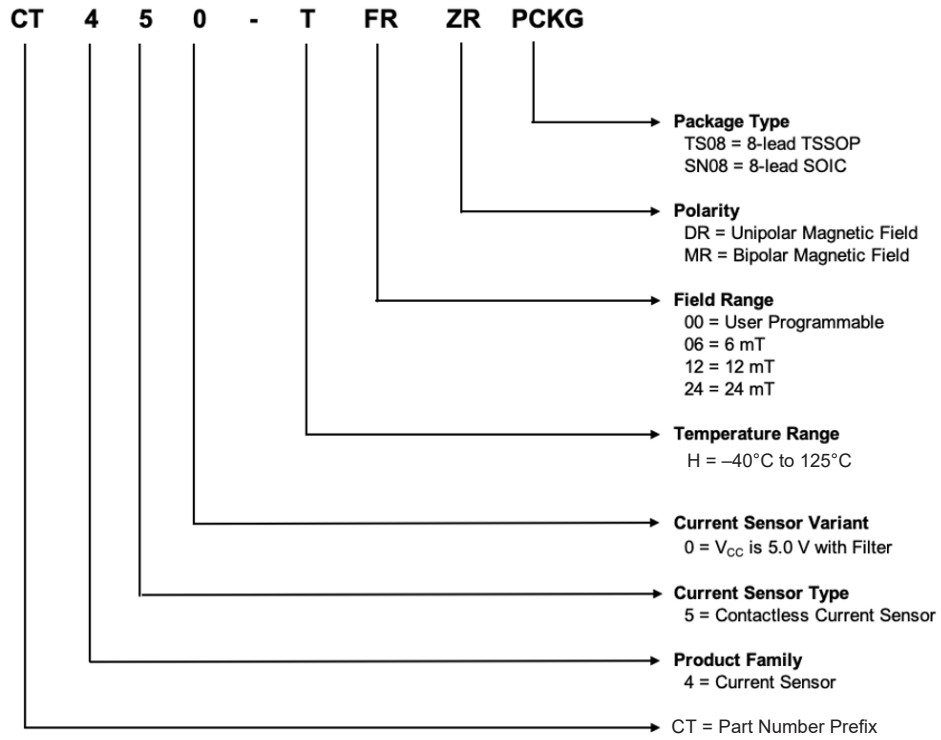 CT 4 5 0 - T FR ZR PCKG
Package Type
TS08 = 8-lead TSSOP
SN08 = 8-lead SOIC
Polarity
DR = Unipolar Magnetic Field
MR = Bipolar Magnetic Field
Field Range
00 = User Programmable
06 = 6 mT
12 = 12 mT
24 = 24 mT
Temperature Range
H = –40°C to 125°C
Current Sensor Variant
0 = VCC is 5.0 V with Filter
Current Sensor Type
5 = Contactless Current Sensor
Product Family
4 = Current Sensor
CT = Part Number Prefix